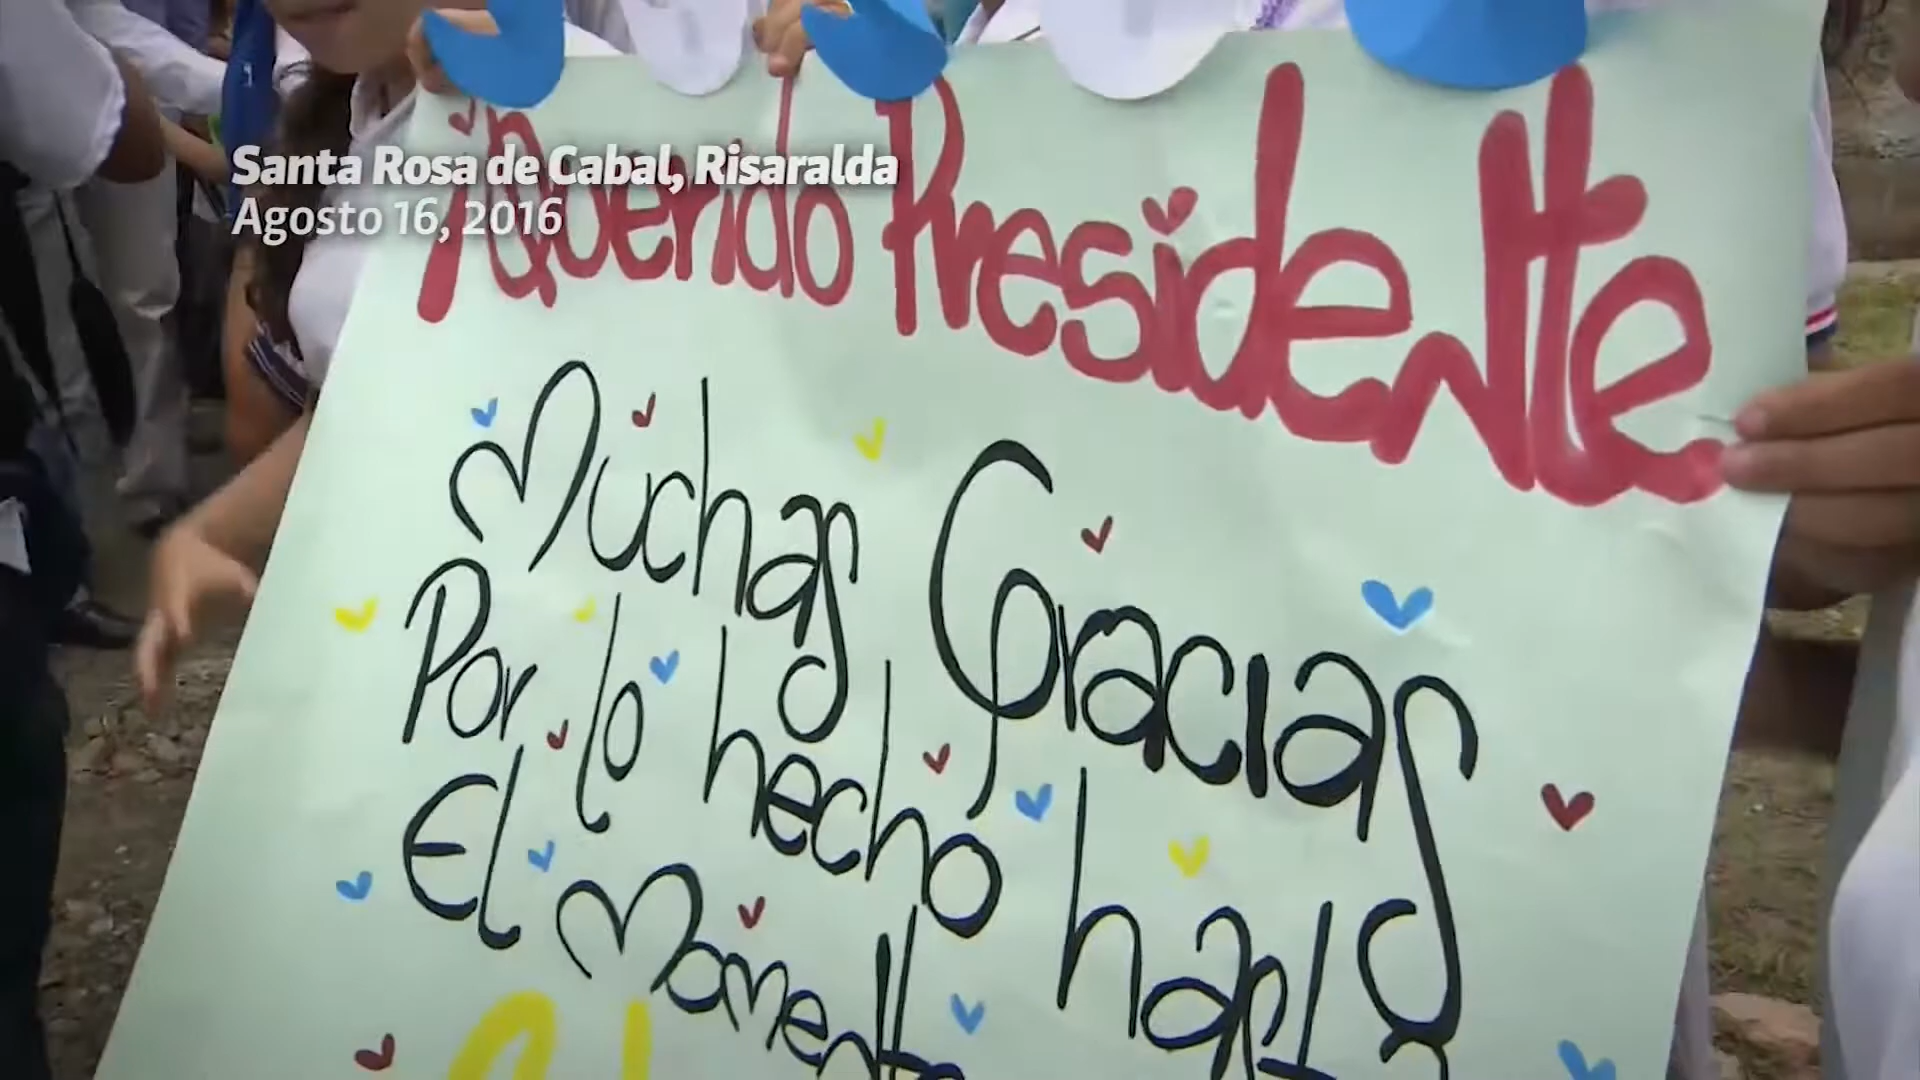 Santa Rosa de Cabal, Risaralda
Agosto 16, 2016
¡Querido Presidente
Muchas Gracias
Por lo hecho hasta
El Momento